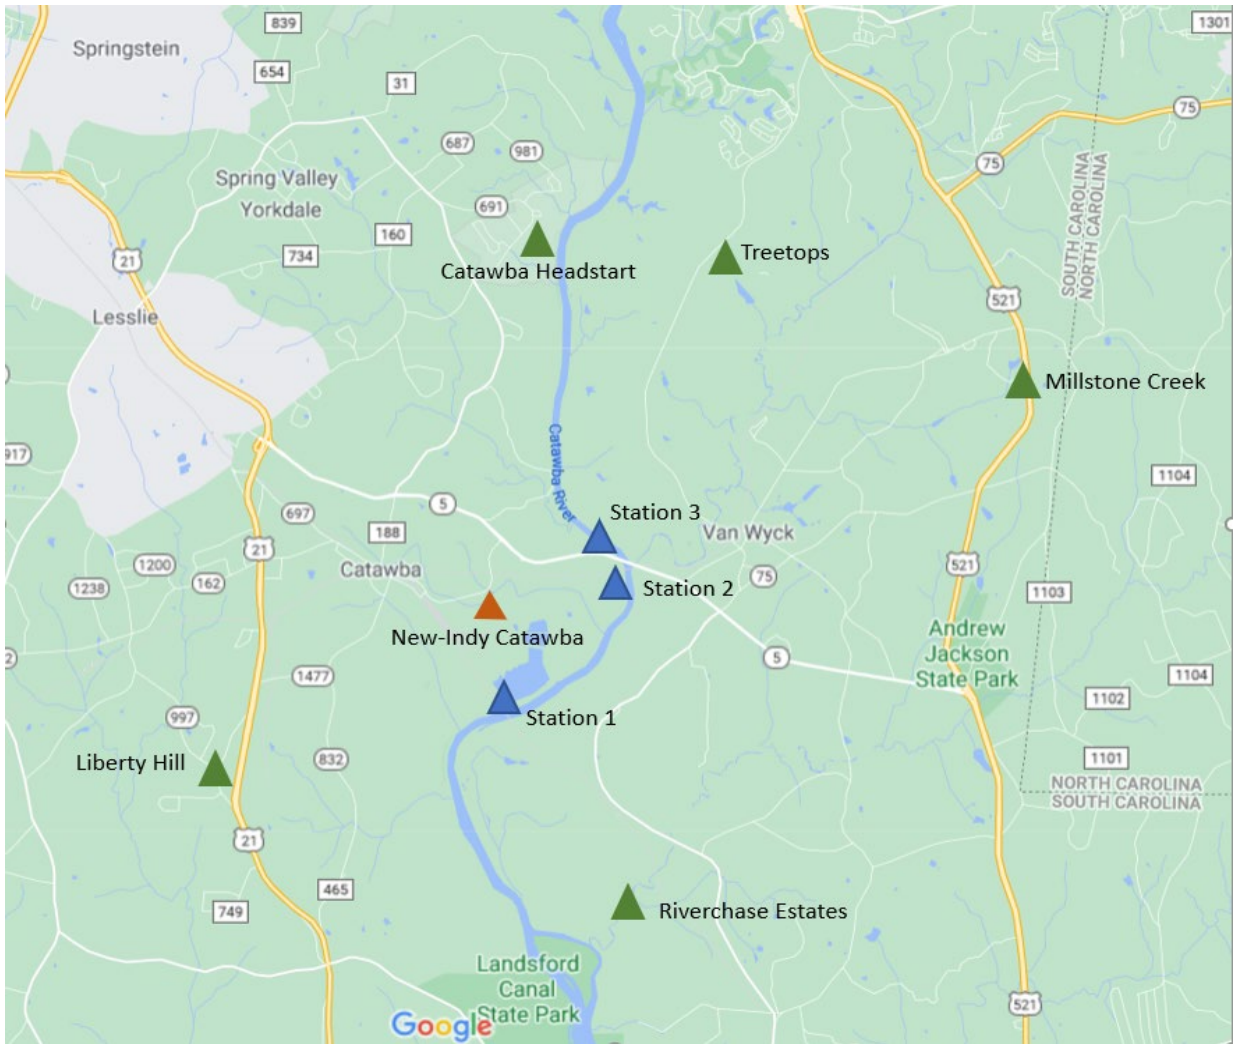 839
1301
Springstein
654
31
75
687
981
75
Spring Valley
Yorkdale
691
160
734
SOUTH CAROLINA
NORTH CAROLINA
21
Catawba Headstart
Treetops
521
Lesslie
Millstone Creek
917
Catawba River
1104
5
697
Station 3
188
Van Wyck
21
1200
Catawba
162
1238
75
521
Station 2
1103
New-Indy Catawba
Andrew
Jackson
State Park
2
5
1477
1104
1102
997
Station 1
Liberty Hill
832
1101
NORTH CAROLINA
SOUTH CAROLINA
21
465
749
Riverchase Estates
Landsford
Canal
State Park
521
Google